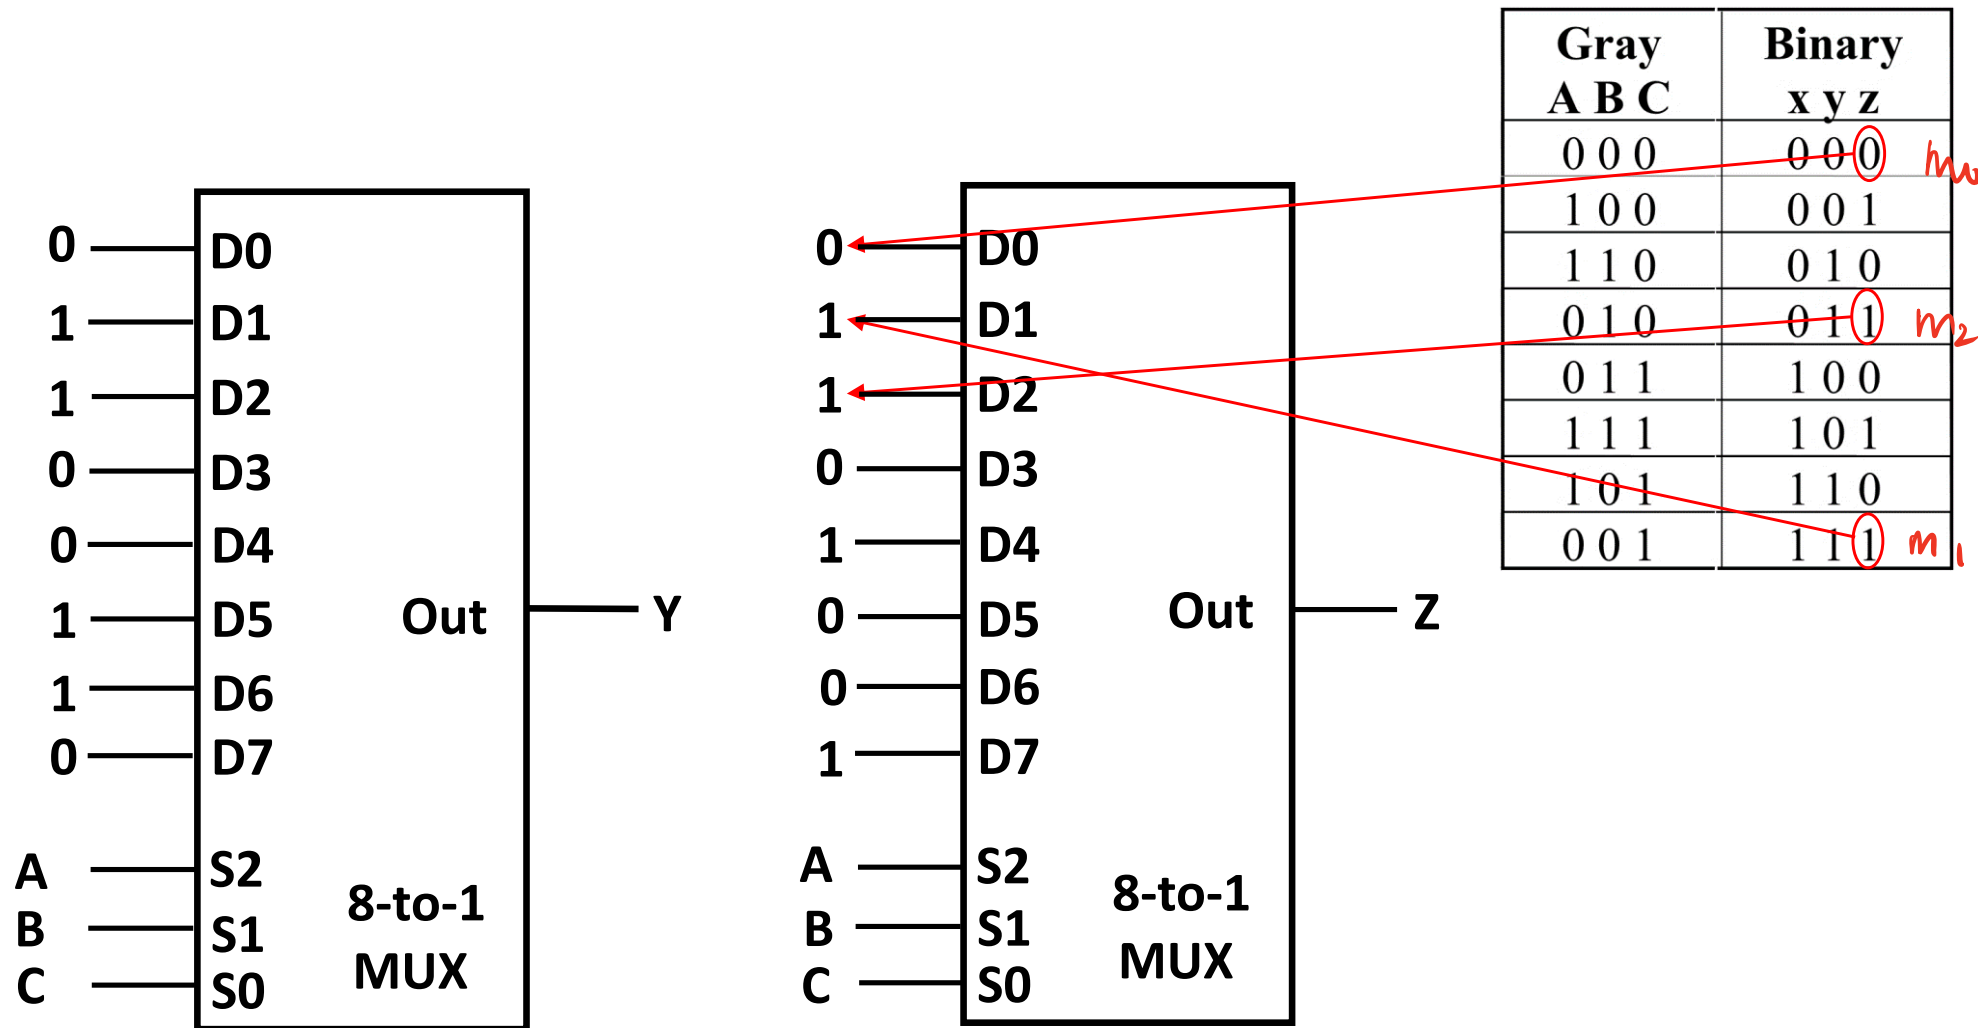 0 D0
1 D1
1 D2
0 D3
0 D4
1 D5
1 D6
0 D7
Out Y
A S2
B S1
C S0
8-to-1
MUX
0 D0
1 D1
1 D2
0 D3
1 D4
0 D5
0 D6
1 D7
Out Z
A S2
B S1
C S0
8-to-1
MUX
Gray Binary
A B C x y z
0 0 0 0 0 0 m0
1 0 0 0 0 1
1 1 0 0 1 0
0 1 0 0 1 1 m2
0 1 1 1 0 0
1 1 1 1 0 1
1 0 1 1 1 0
0 0 1 1 1 1 m1